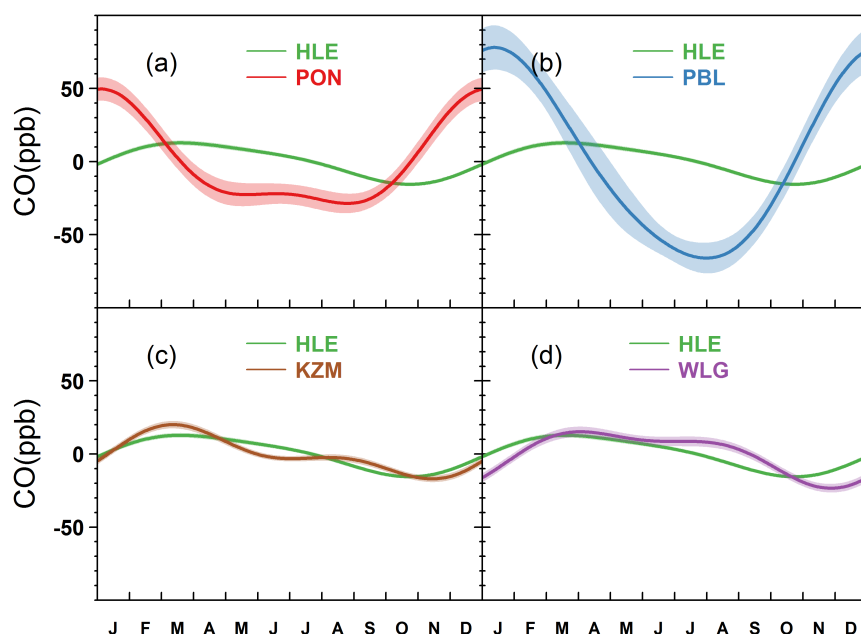 (a) HLE
PON
(b) HLE
PBL
CO(ppb)
50
0
-50
(c) HLE
KZM
(d) HLE
WLG
CO(ppb)
50
0
-50
J F M A M J J A S O N D
J F M A M J J A S O N D